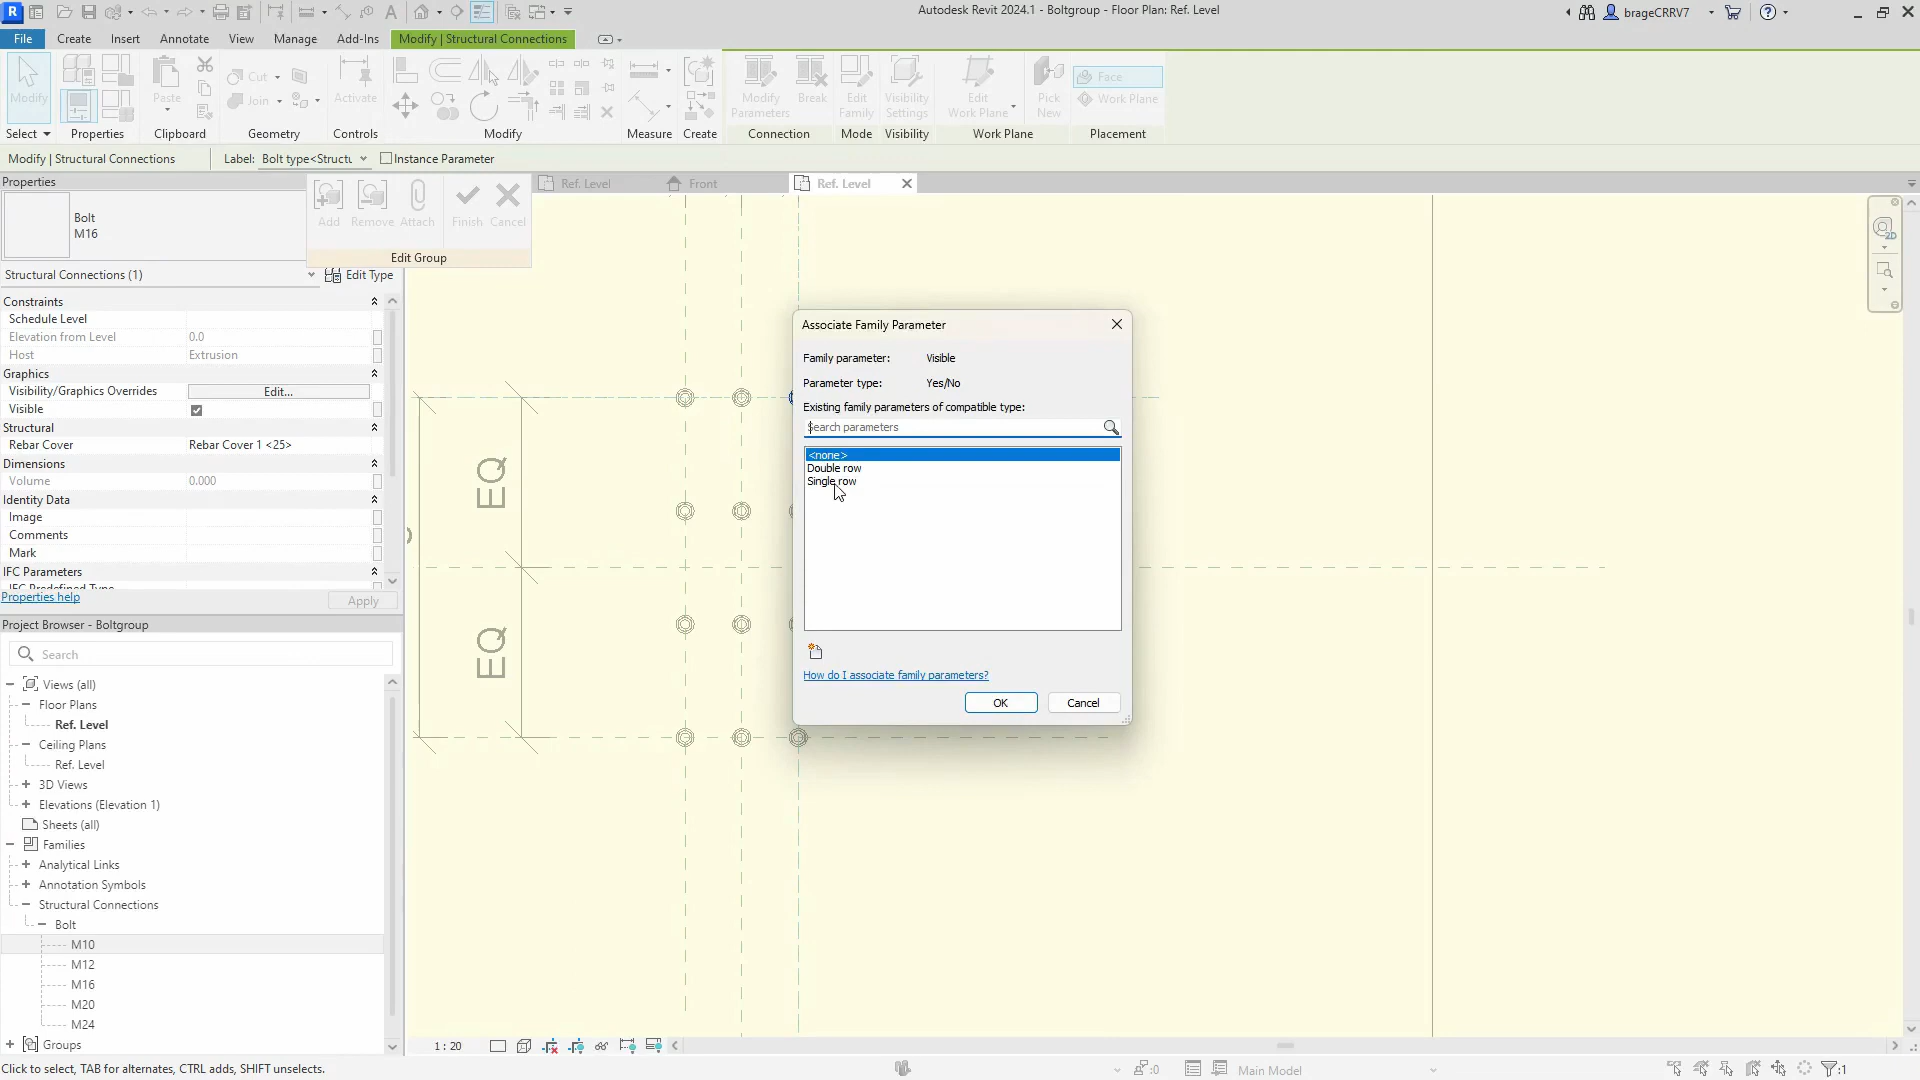 Autodesk Revit 2024.1 - Boltgroup - Floor Plan: Ref. Level
brageCRRV7
File
Create
Insert
Annotate
View
Manage
Add-Ins
Modify | Structural Connections
Modify
Paste
Cut
Join
Activate
Modify Parameters
Break
Edit Family
Visibility Settings
Edit Work Plane
Pick New
Face
Work Plane
Select
Properties
Clipboard
Geometry
Controls
Modify
Measure
Create
Connection
Mode
Visibility
Work Plane
Placement
Modify | Structural Connections
Label:
Bolt type<Structu
Instance Parameter
Properties
Bolt
M16
Add
Remove
Attach
Finish
Cancel
Edit Group
Ref. Level
Front
Ref. Level
Structural Connections (1)
Edit Type
Constraints
Schedule Level
Elevation from Level 0.0
Host Extrusion
Graphics
Visibility/Graphics Overrides Edit...
Visible
Structural
Rebar Cover Rebar Cover 1 <25>
Dimensions
Volume 0.000
Identity Data
Image
Comments
Mark
IFC Parameters
IFC Predefined Type
Properties help
Apply
Project Browser - Boltgroup
Search
Views (all)
Floor Plans
Ref. Level
Ceiling Plans
Ref. Level
3D Views
Elevations (Elevation 1)
Sheets (all)
Families
Analytical Links
Annotation Symbols
Structural Connections
Bolt
M10
M12
M16
M20
M24
Groups
EQ
EQ
Associate Family Parameter
Family parameter: Visible
Parameter type: Yes/No
Existing family parameters of compatible type:
Search parameters
<none>
Double row
Single row
How do I associate family parameters?
OK
Cancel
2D
1 : 20
Click to select, TAB for alternates, CTRL adds, SHIFT unselects.
:0
Main Model
:1